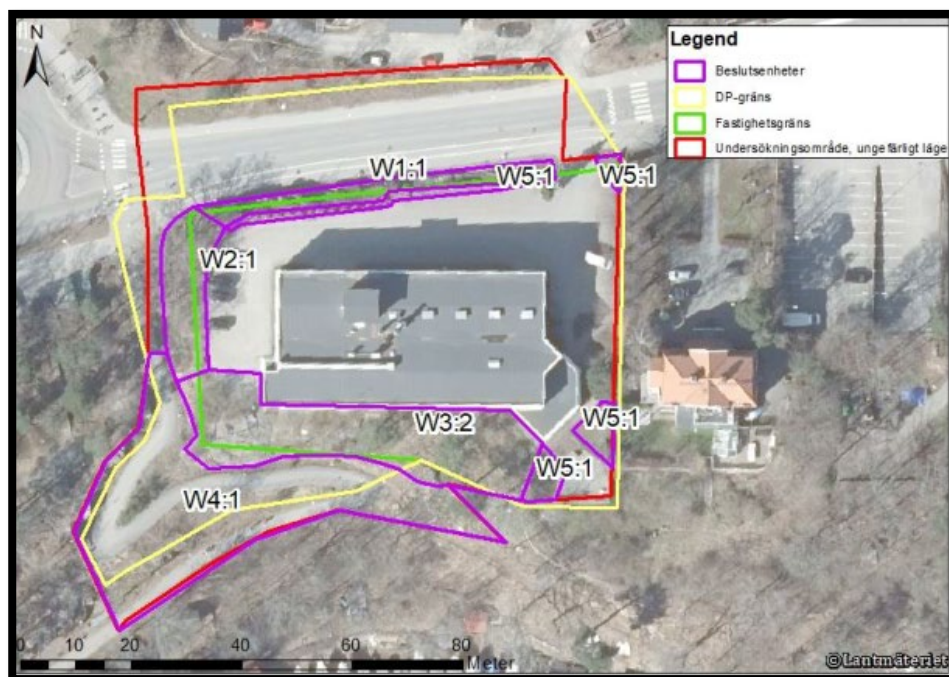 N
Legend
Beslutsenheter
DP-gräns
Fastighetsgräns
Undersökningsområde, ungefärligt läge
W1:1
W5:1
W5:1
W2:1
W3:2
W5:1
W5:1
W4:1
0 10 20 40 60 80
Meter
©Lantmäteriet